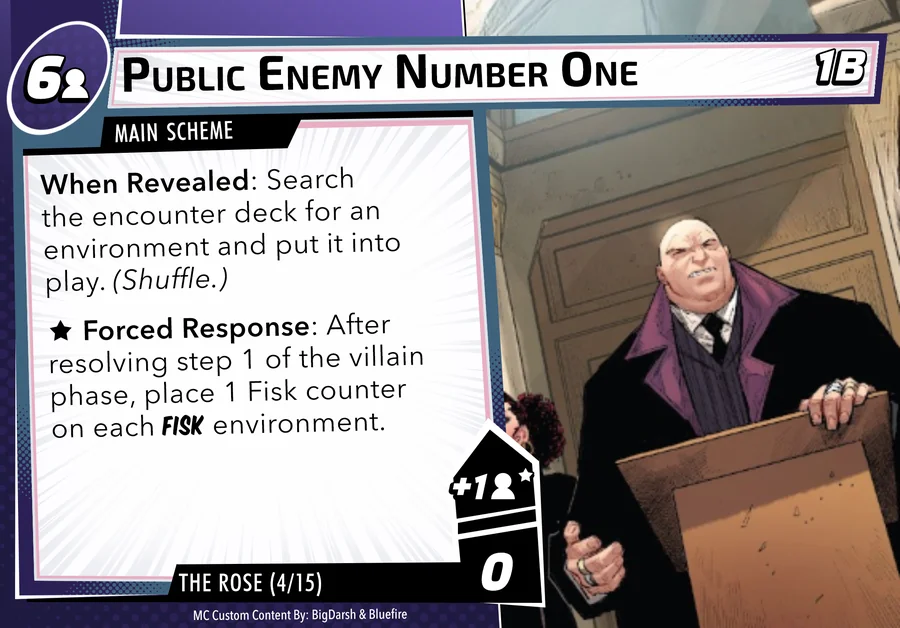 6
PUBLIC ENEMY NUMBER ONE
1B
MAIN SCHEME
When Revealed: Search
the encounter deck for an
environment and put it into
play. (Shuffle.)
★ Forced Response: After
resolving step 1 of the villain
phase, place 1 Fisk counter
on each FISK environment.
+1
0
THE ROSE (4/15)
MC Custom Content By: BigDarsh & Bluefire